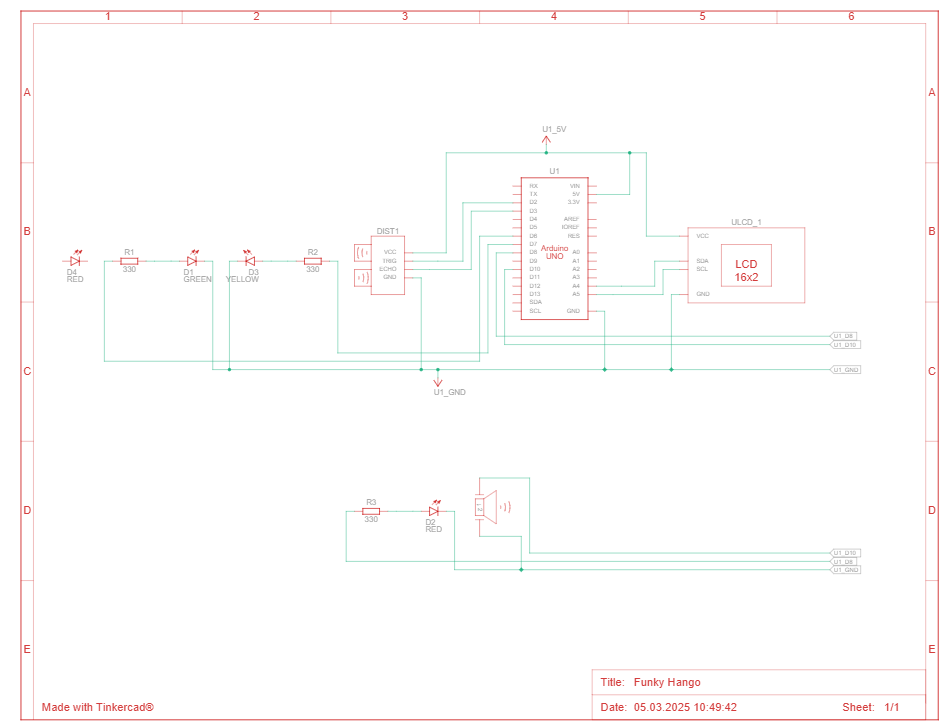 1 2 3 4 5 6
A A
U1_5V
U1
RX VIN
TX 5V
D2 3.3V
D3
D4 AREF
D5 IOREF
D6 RES
D7
D8 A0
D9 A1
D10 A2
D11 A3
D12 A4
D13 A5
SDA
SCL GND
Arduino
UNO
B B
DIST1
VCC
TRIG
ECHO
GND
ULCD_1
VCC
SDA
SCL
GND
LCD
16x2
D4
RED
R1
330
D1
GREEN
D3
YELLOW
R2
330
U1_D8
U1_D10
U1_GND
C C
U1_GND
D D
R3
330
D2
RED
U1_D10
U1_D8
U1_GND
E E
Title: Funky Hango
Made with Tinkercad®
Date: 05.03.2025 10:49:42 Sheet: 1/1